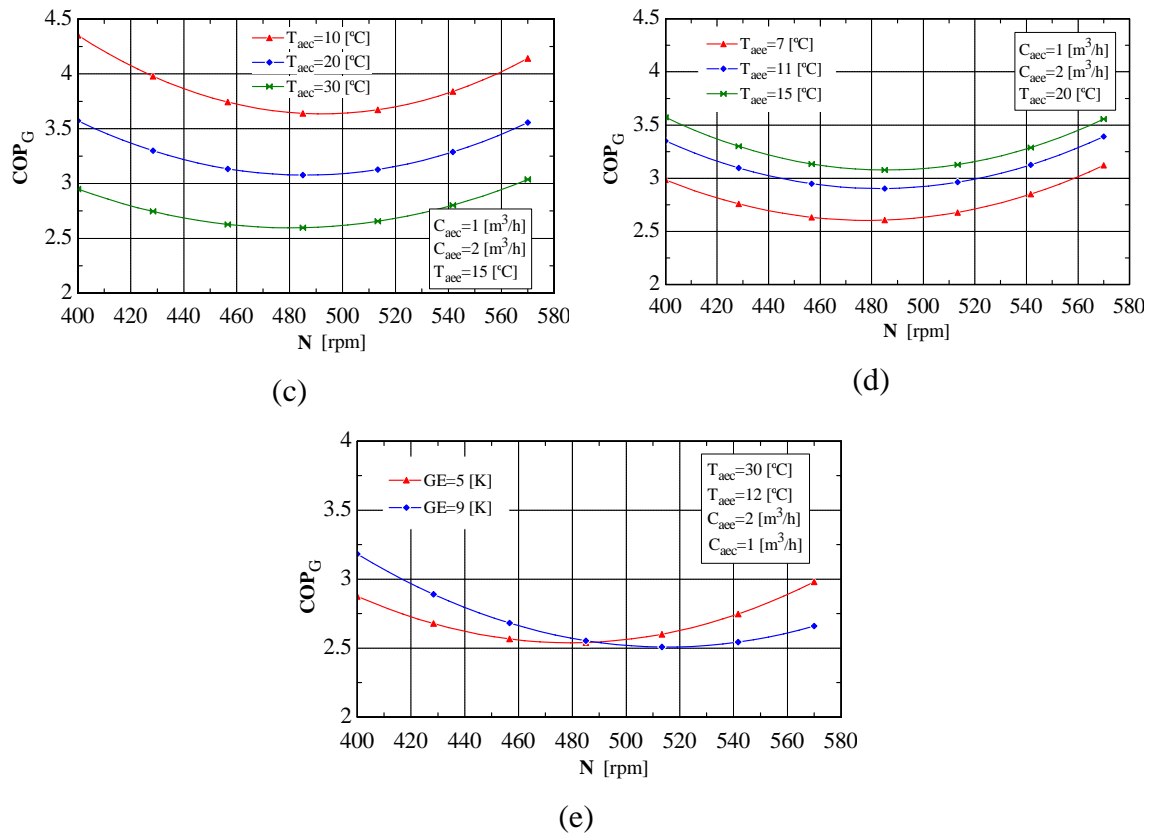 4.5
4
3.5
3
2.5
2
COP_G
T_aec=10 [ºC]
T_aec=20 [ºC]
T_aec=30 [ºC]
C_aec=1 [m³/h]
C_aee=2 [m³/h]
T_aee=15 [ºC]
400 420 440 460 480 500 520 540 560 580
N [rpm]
(c)
4.5
4
3.5
3
2.5
2
COP_G
T_aee=7 [ºC]
T_aee=11 [ºC]
T_aee=15 [ºC]
C_aec=1 [m³/h]
C_aee=2 [m³/h]
T_aec=20 [ºC]
400 420 440 460 480 500 520 540 560 580
N [rpm]
(d)
4
3.5
3
2.5
2
COP_G
GE=5 [K]
GE=9 [K]
T_aec=30 [ºC]
T_aee=12 [ºC]
C_aee=2 [m³/h]
C_aec=1 [m³/h]
400 420 440 460 480 500 520 540 560 580
N [rpm]
(e)